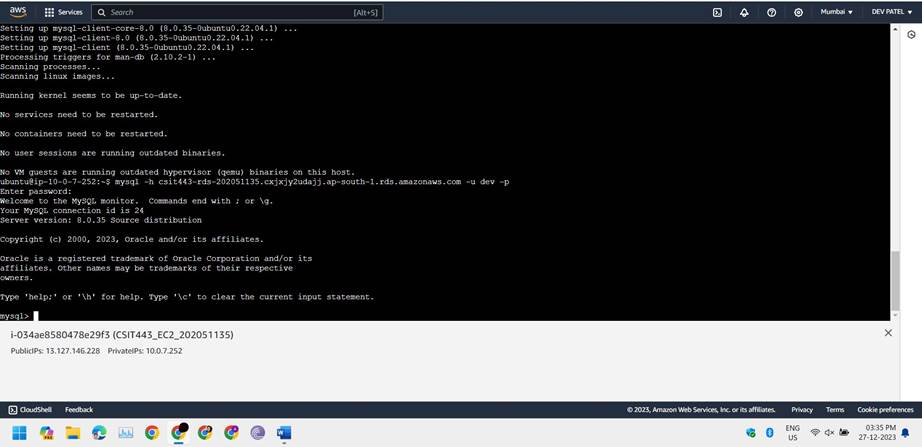 aws
Services
Search
[Alt+S]
Mumbai
DEV PATEL
Setting up mysql-client-core-8.0 (8.0.35-0ubuntu0.22.04.1) ...
Setting up mysql-client-8.0 (8.0.35-0ubuntu0.22.04.1) ...
Setting up mysql-client (8.0.35-0ubuntu0.22.04.1) ...
Processing triggers for man-db (2.10.2-1) ...
Scanning processes...
Scanning linux images...
Running kernel seems to be up-to-date.
No services need to be restarted.
No containers need to be restarted.
No user sessions are running outdated binaries.
No VM guests are running outdated hypervisor (qemu) binaries on this host.
ubuntu@ip-10-0-7-252:~$ mysql -h csit443-rds-202051135.cxjxjy2udajj.ap-south-1.rds.amazonaws.com -u dev -p
Enter password:
Welcome to the MySQL monitor.  Commands end with ; or \g.
Your MySQL connection id is 24
Server version: 8.0.35 Source distribution
Copyright (c) 2000, 2023, Oracle and/or its affiliates.
Oracle is a registered trademark of Oracle Corporation and/or its
affiliates. Other names may be trademarks of their respective
owners.
Type 'help;' or '\h' for help. Type '\c' to clear the current input statement.
mysql>
i-034ae8580478e29f3 (CSIT443_EC2_202051135)
PublicIPs: 13.127.146.228 PrivateIPs: 10.0.7.252
CloudShell
Feedback
© 2023, Amazon Web Services, Inc. or its affiliates.
Privacy
Terms
Cookie preferences
ENG
US
03:35 PM
27-12-2023